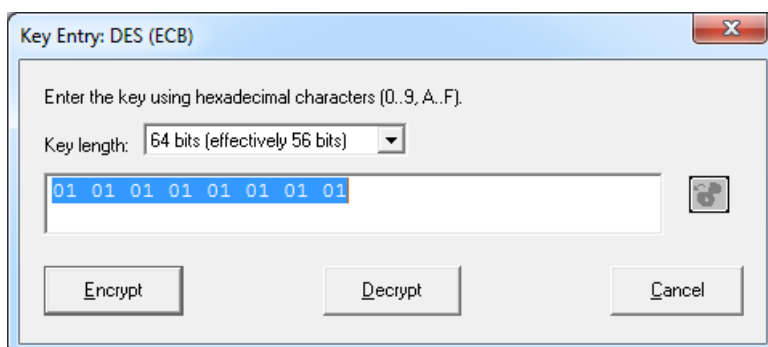 Key Entry: DES (ECB)
Enter the key using hexadecimal characters (0..9, A..F).
Key length: 64 bits (effectively 56 bits)
01 01 01 01 01 01 01 01
Encrypt Decrypt Cancel